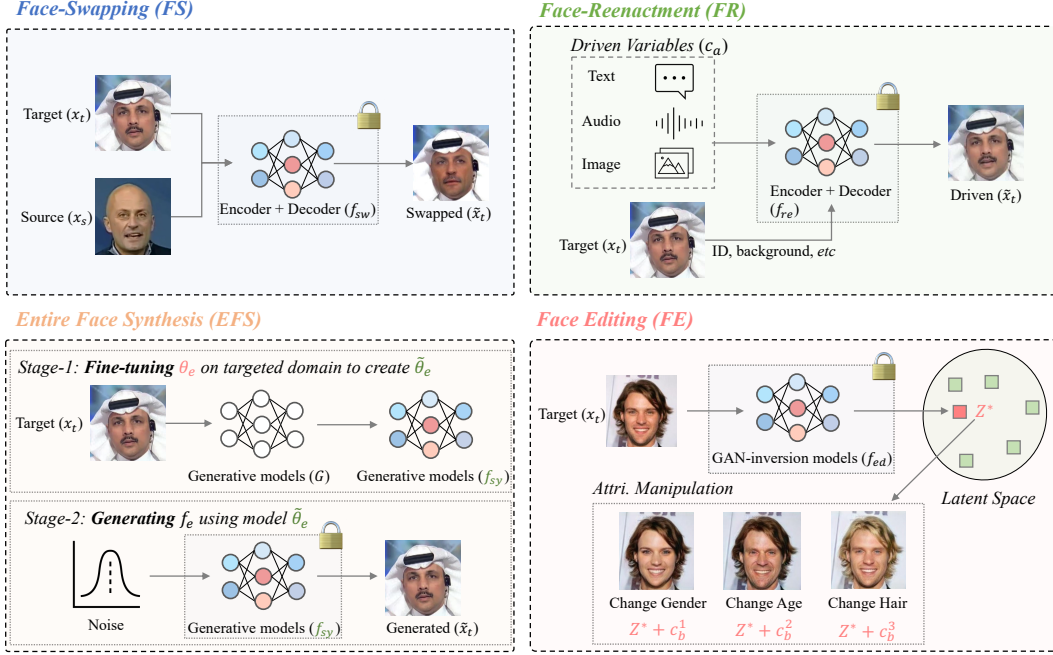 Face-Swapping (FS)
Target (x_t)
Source (x_s)
Encoder + Decoder (f_sw)
Swapped (x̃_t)
Face-Reenactment (FR)
Driven Variables (c_a)
Text
Audio
Image
Encoder + Decoder
(f_re)
Driven (x̃_t)
Target (x_t)
ID, background, etc
Entire Face Synthesis (EFS)
Stage-1: Fine-tuning θ_e on targeted domain to create θ̃_e
Target (x_t)
Generative models (G)
Generative models (f_sy)
Stage-2: Generating f_e using model θ̃_e
Noise
Generative models (f_sy)
Generated (x̃_t)
Face Editing (FE)
Target (x_t)
GAN-inversion models (f_ed)
Z*
Latent Space
Attri. Manipulation
Change Gender
Change Age
Change Hair
Z* + c_b^1
Z* + c_b^2
Z* + c_b^3